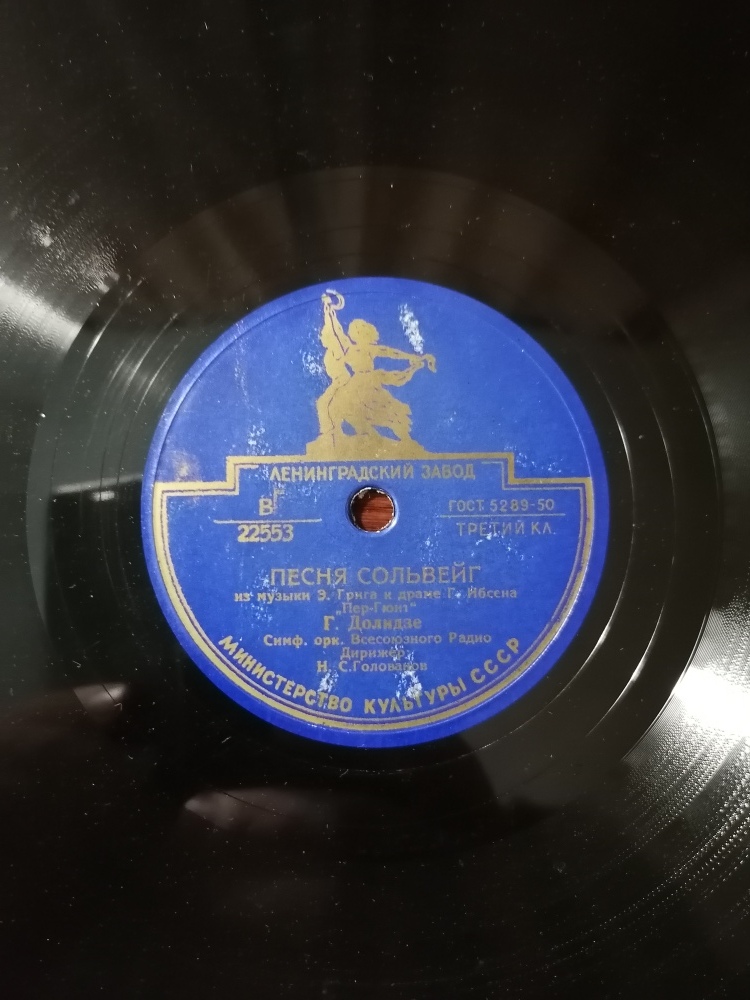 ЛЕНИНГРАДСКИЙ ЗАВОД
Вг
22553
ГОСТ 5289-50
ТРЕТИЙ КЛ.
ПЕСНЯ СОЛЬВЕЙГ
из музыки Э. Грига к драме Г. Ибсена
"Пер-Гюнт"
Г. Долидзе
Симф. орк. Всесоюзного Радио
Дирижер:
Н. С. Голованов
МИНИСТЕРСТВО КУЛЬТУРЫ СССР